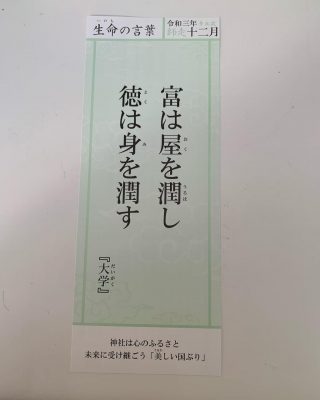 生命の言葉
令和三年
師走十二月
富は屋を潤し
徳は身を潤す
『大学』
神社は心のふるさと
未来に受け継ごう「美しい国ぶり」